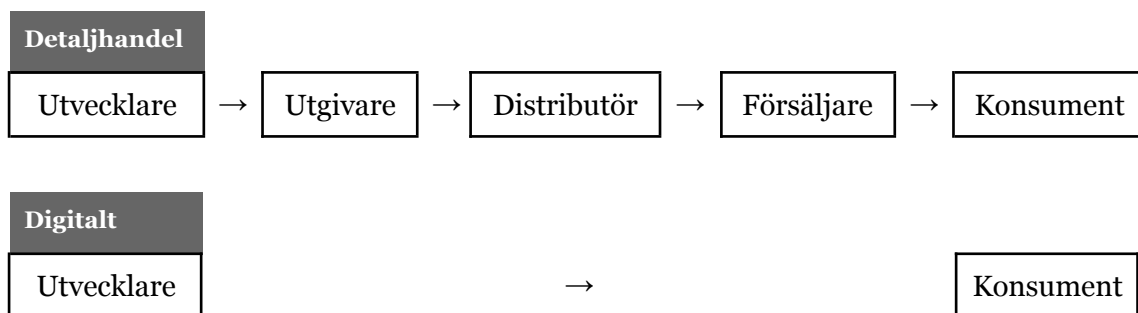 Detaljhandel
Utvecklare → Utgivare → Distributör → Försäljare → Konsument
Digitalt
Utvecklare → Konsument